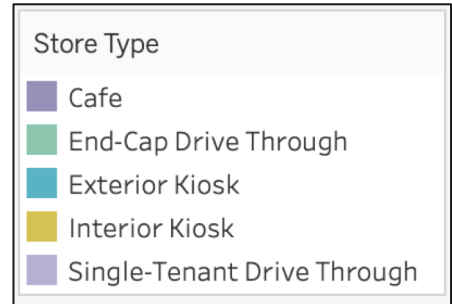 Store Type
Cafe
End-Cap Drive Through
Exterior Kiosk
Interior Kiosk
Single-Tenant Drive Through